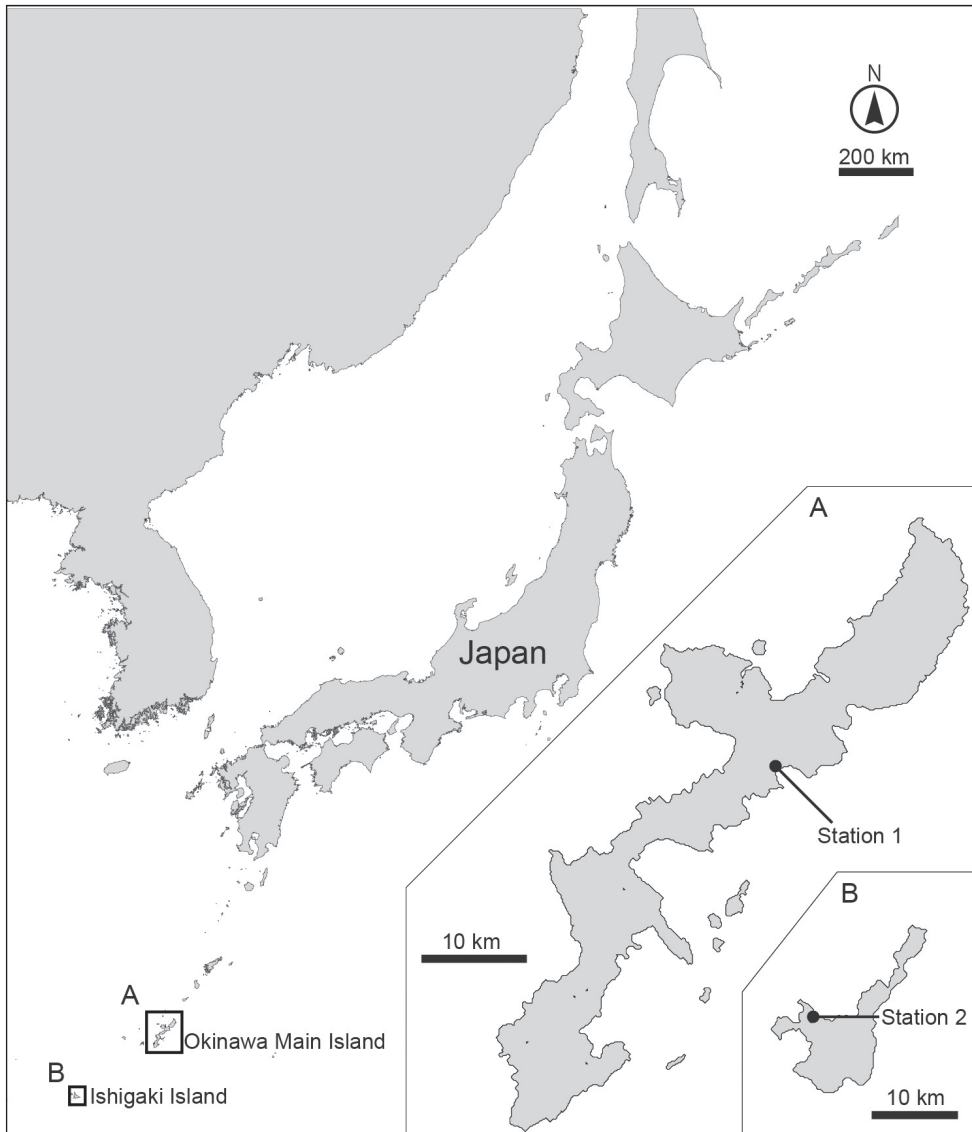 N
200 km
A
Japan
Station 1
B
10 km
A
Station 2
Okinawa Main Island
B
Ishigaki Island
10 km